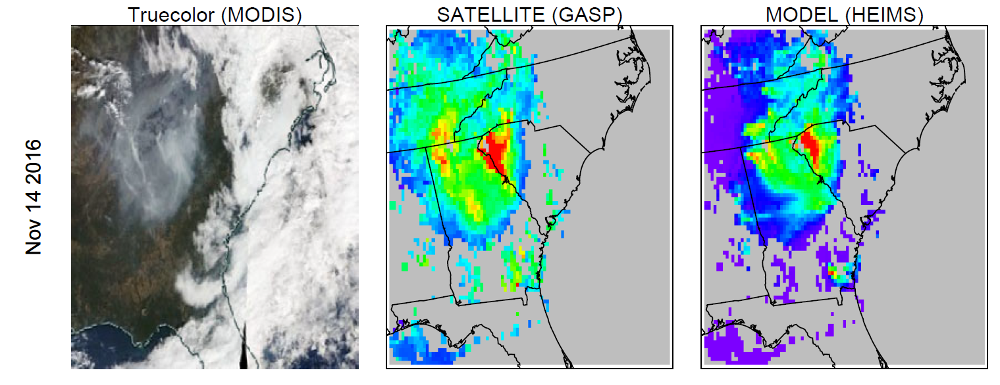 Truecolor (MODIS)
SATELLITE (GASP)
MODEL (HEIMS)
Nov 14 2016